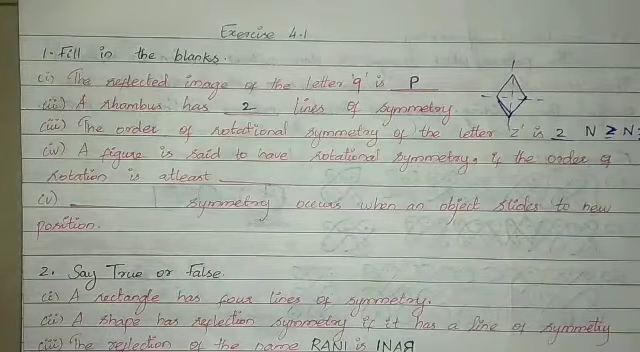 Exercise 4.1
1. Fill in the blanks.
(i) The reflected image of the letter 'q' is P
(ii) A rhombus has 2 lines of symmetry.
(iii) The order of rotational symmetry of the letter 'z' is 2 N Z N
(iv) A figure is said to have rotational symmetry, if the order of
rotation is atleast
(v) symmetry occurs when an object slides to new
position.
2. Say True or False.
(i) A rectangle has four lines of symmetry.
(ii) A shape has reflection symmetry if it has a line of symmetry
(iii) The reflection of the name RANI is INAЯ